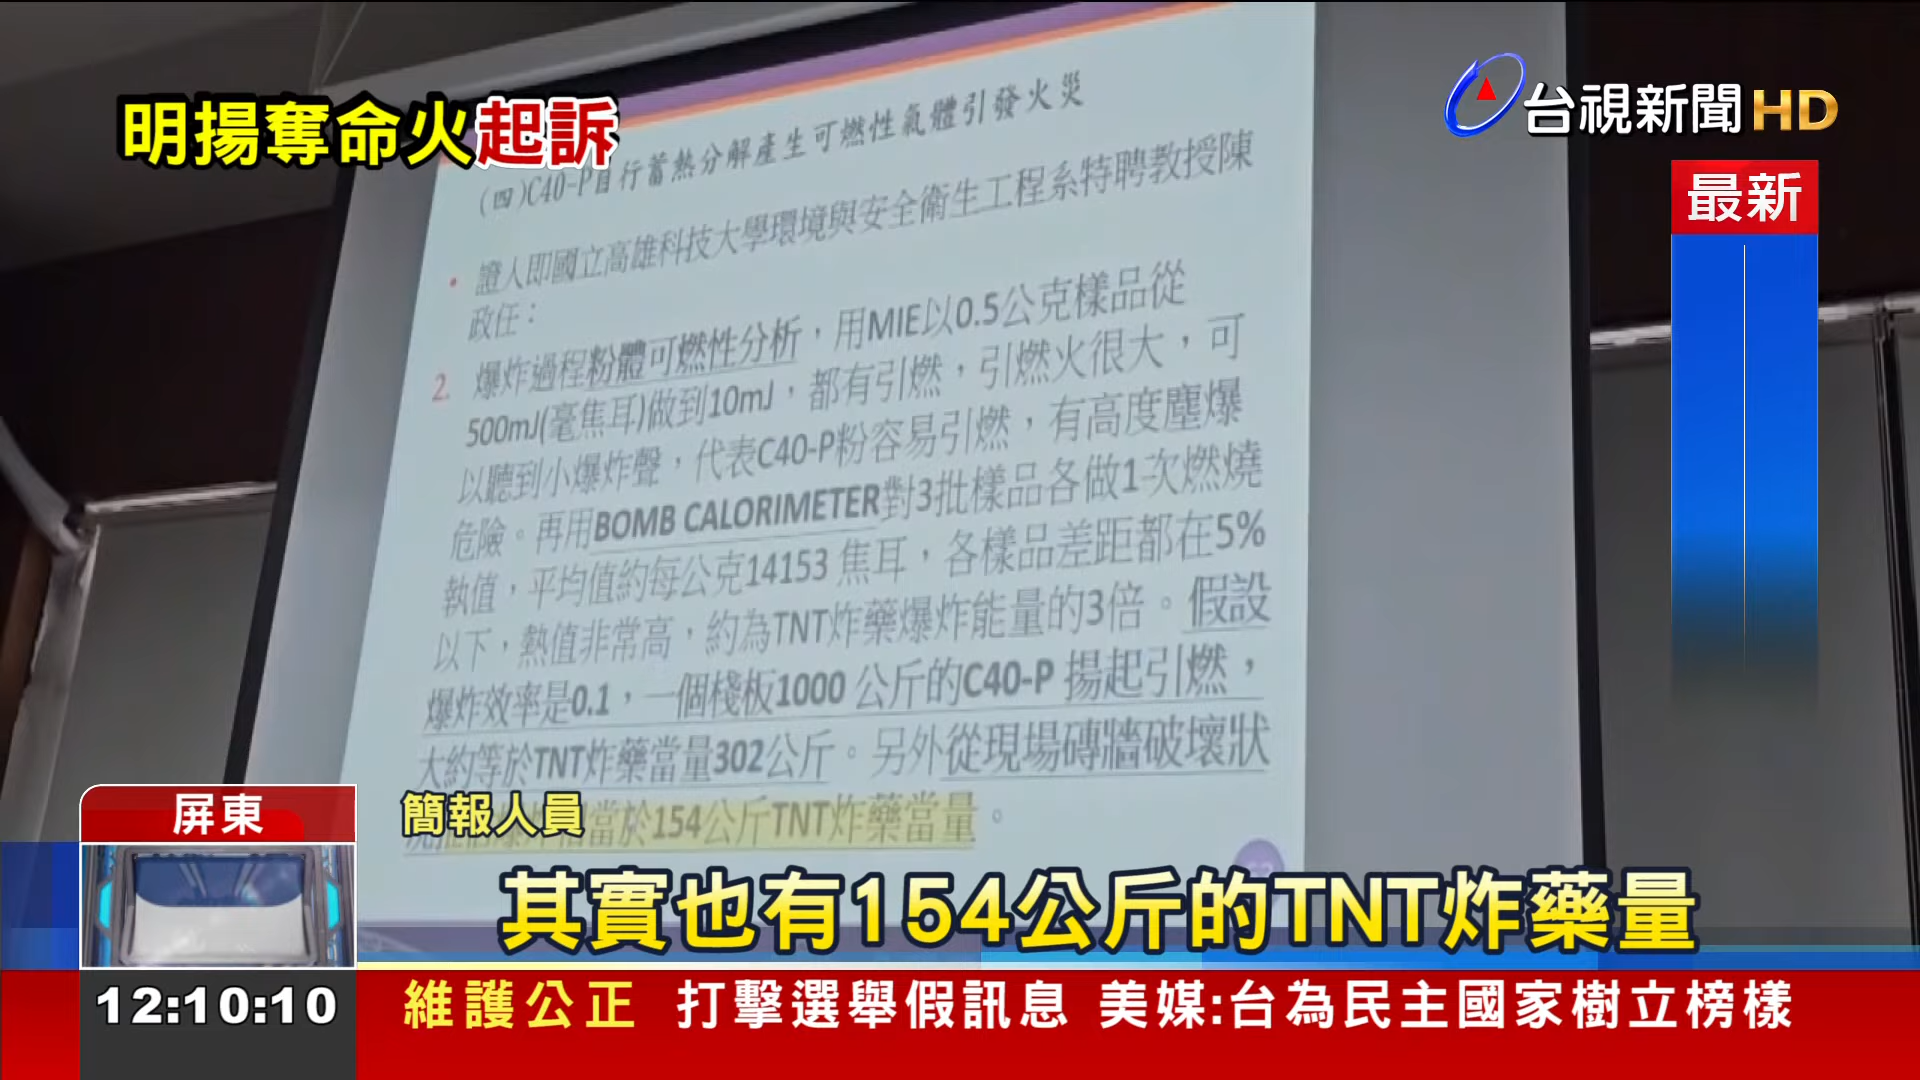 明揚奪命火起訴
台視新聞HD
最新
(四)C40-P自行蓄熱分解產生可燃性氣體引發火災
• 證人即國立高雄科技大學環境與安全衛生工程系特聘教授陳
政任：
2. 爆炸過程粉體可燃性分析，用MIE以0.5公克樣品從
500mJ(毫焦耳)做到10mJ，都有引燃，引燃火很大，可
以聽到小爆炸聲，代表C40-P粉容易引燃，有高度塵爆
危險。再用BOMB CALORIMETER對3批樣品各做1次燃燒
執值，平均值約每公克14153 焦耳，各樣品差距都在5%
以下，熱值非常高，約為TNT炸藥爆炸能量的3倍。假設
爆炸效率是0.1，一個棧板1000 公斤的C40-P 揚起引燃，
大約等於TNT炸藥當量302公斤。另外從現場磚牆破壞狀
當於154公斤TNT炸藥當量。
屏東
簡報人員
其實也有154公斤的TNT炸藥量
12:10:10
維護公正 打擊選舉假訊息 美媒:台為民主國家樹立榜樣